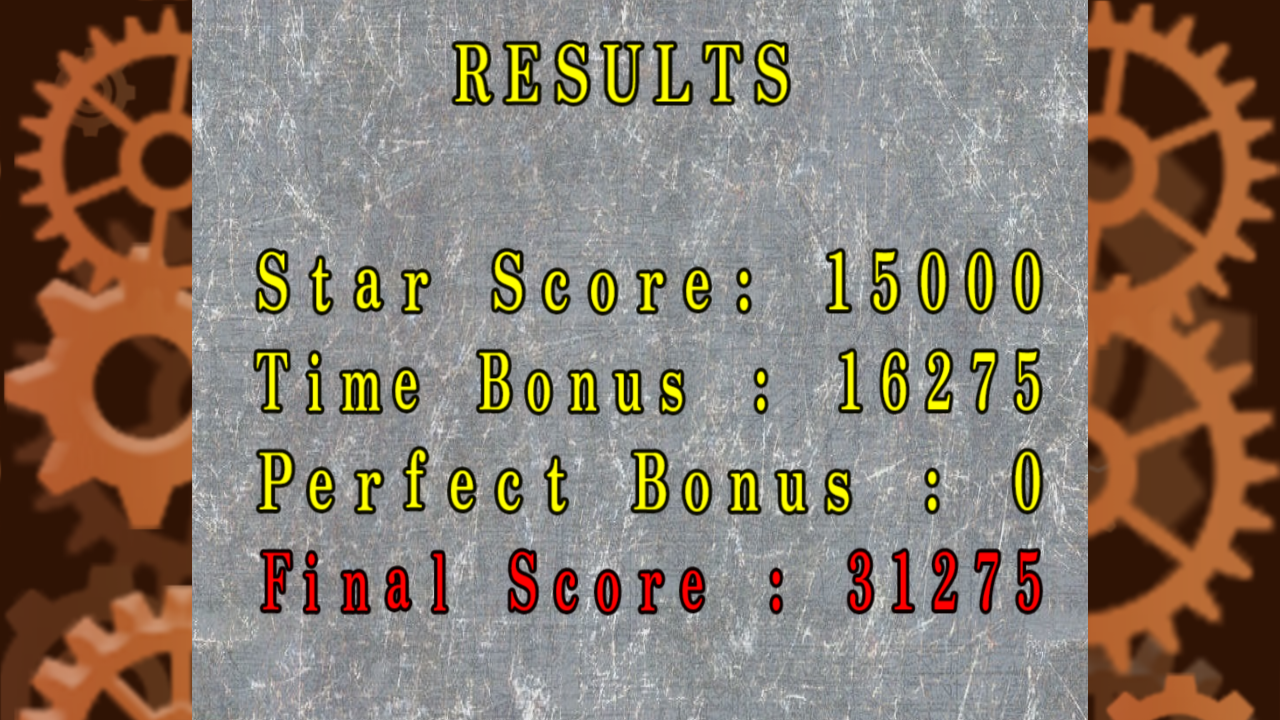 RESULTS
Star Score: 15000
Time Bonus : 16275
Perfect Bonus : 0
Final Score : 31275